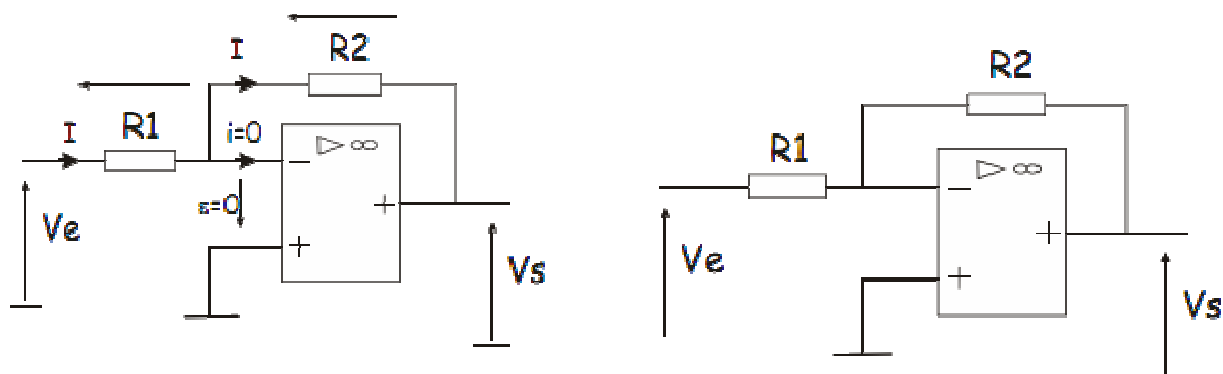 I
R2
I
R1
i=0
▷ ∞
−
ε=0
+
+
Ve
Vs
R2
R1
▷ ∞
−
+
+
Ve
Vs